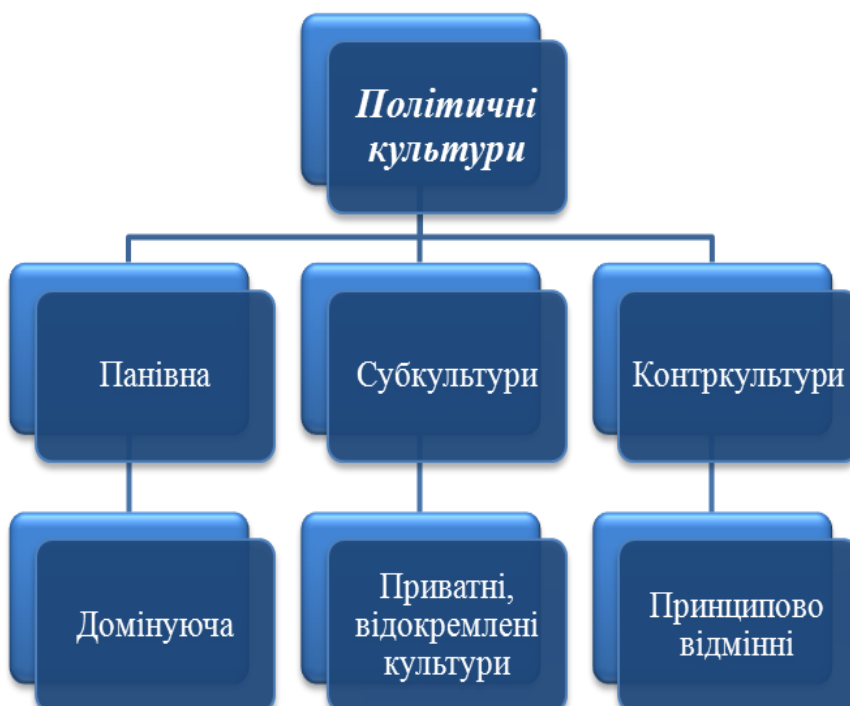 Політичні
культури
Панівна
Субкультури
Контркультури
Домінуюча
Приватні,
відокремлені
культури
Принципово
відмінні